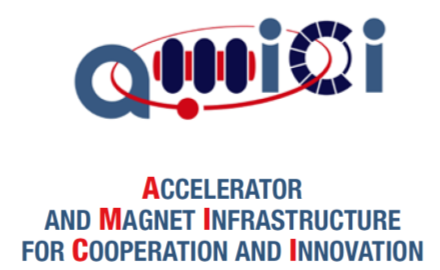 amici
ACCELERATOR
AND MAGNET INFRASTRUCTURE
FOR COOPERATION AND INNOVATION